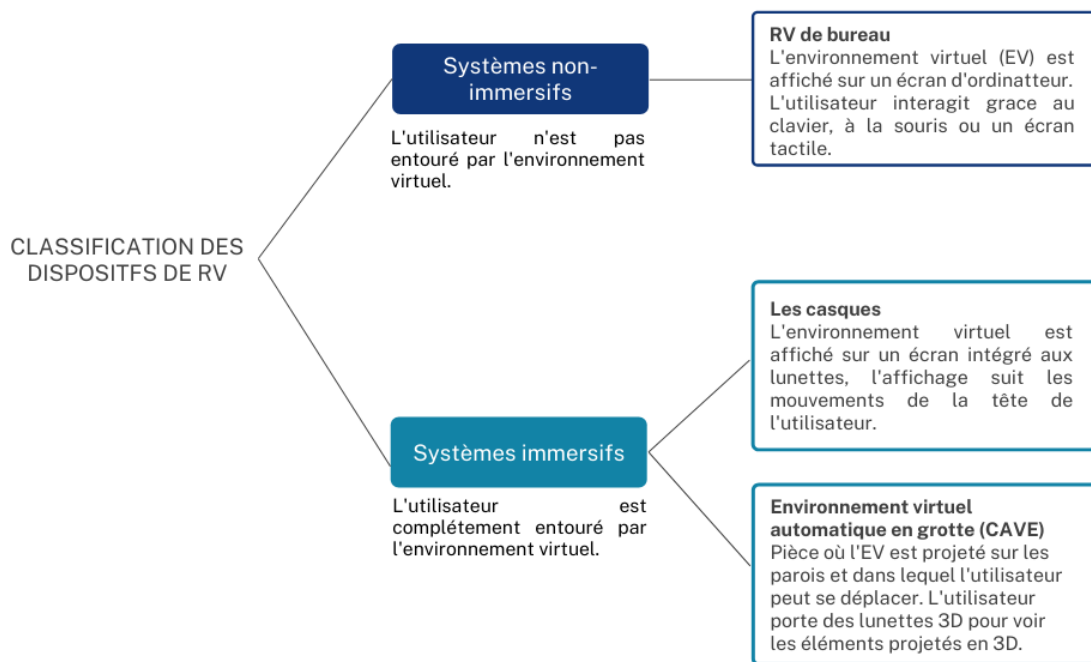 CLASSIFICATION DES
DISPOSITFS DE RV
Systèmes non-
immersifs
L'utilisateur n'est pas
entouré par l'environnement
virtuel.
RV de bureau
L'environnement virtuel (EV) est
affiché sur un écran d'ordinatteur.
L'utilisateur interagit grace au
clavier, à la souris ou un écran
tactile.
Systèmes immersifs
L'utilisateur est
complétement entouré par
l'environnement virtuel.
Les casques
L'environnement virtuel est
affiché sur un écran intégré aux
lunettes, l'affichage suit les
mouvements de la tête de
l'utilisateur.
Environnement virtuel
automatique en grotte (CAVE)
Pièce où l'EV est projeté sur les
parois et dans lequel l'utilisateur
peut se déplacer. L'utilisateur
porte des lunettes 3D pour voir
les éléments projetés en 3D.